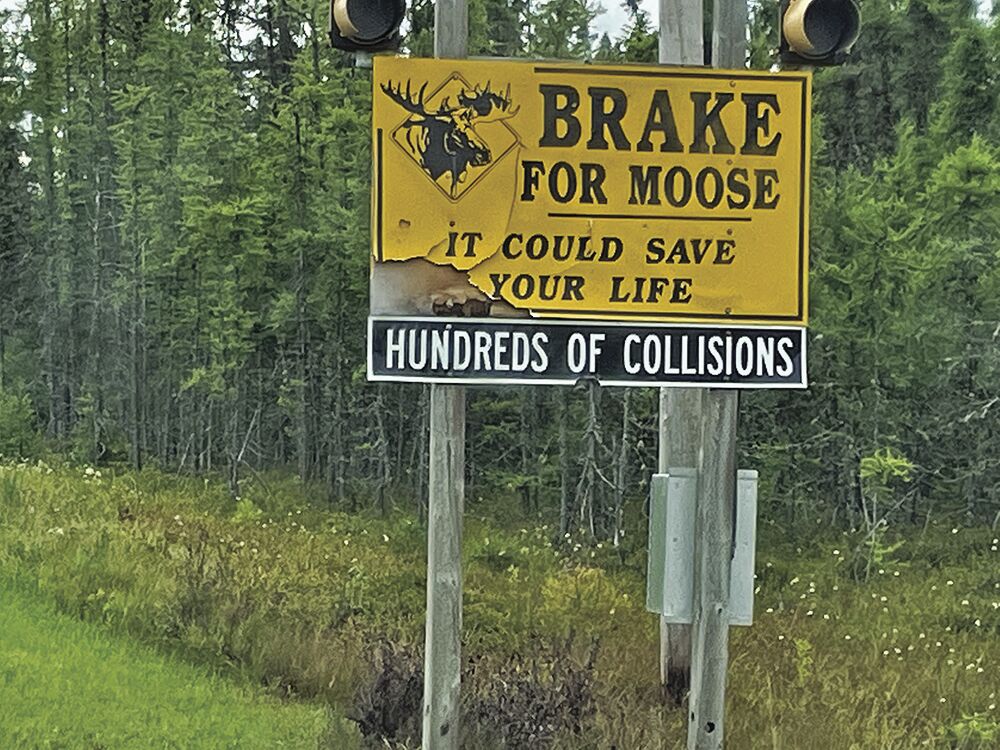 BRAKE
FOR MOOSE
IT COULD SAVE
YOUR LIFE
HUNDREDS OF COLLISIONS